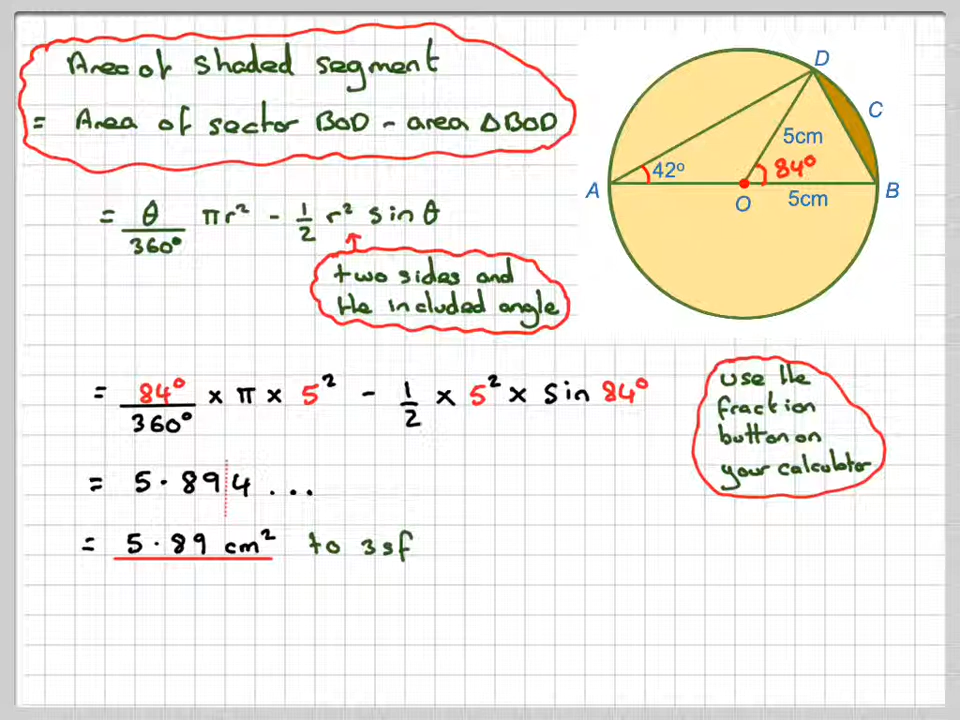 Area of shaded segment
= Area of sector BOD - area ΔBOD
= θ/360° πr² - 1/2 r² sin θ
two sides and
the included angle
= 84°/360° × π × 5² - 1/2 × 5² × sin 84°
= 5.894...
= 5.89 cm² to 3sf
D
C
5cm
42°
84°
A
B
O
5cm
use the
fraction
button on
your calculator